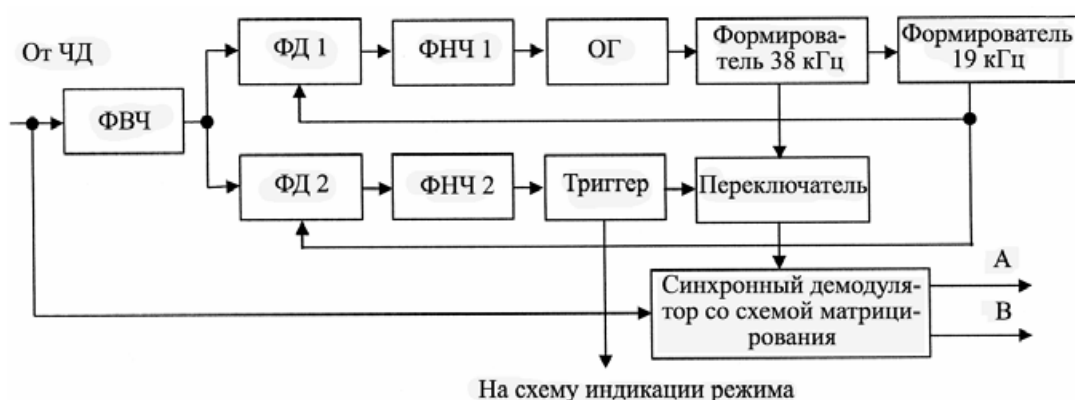 От ЧД
ФВЧ
ФД 1
ФНЧ 1
ОГ
Формирова-
тель 38 кГц
Формирователь
19 кГц
ФД 2
ФНЧ 2
Триггер
Переключатель
Синхронный демодуля-
тор со схемой матрици-
рования
А
В
На схему индикации режима